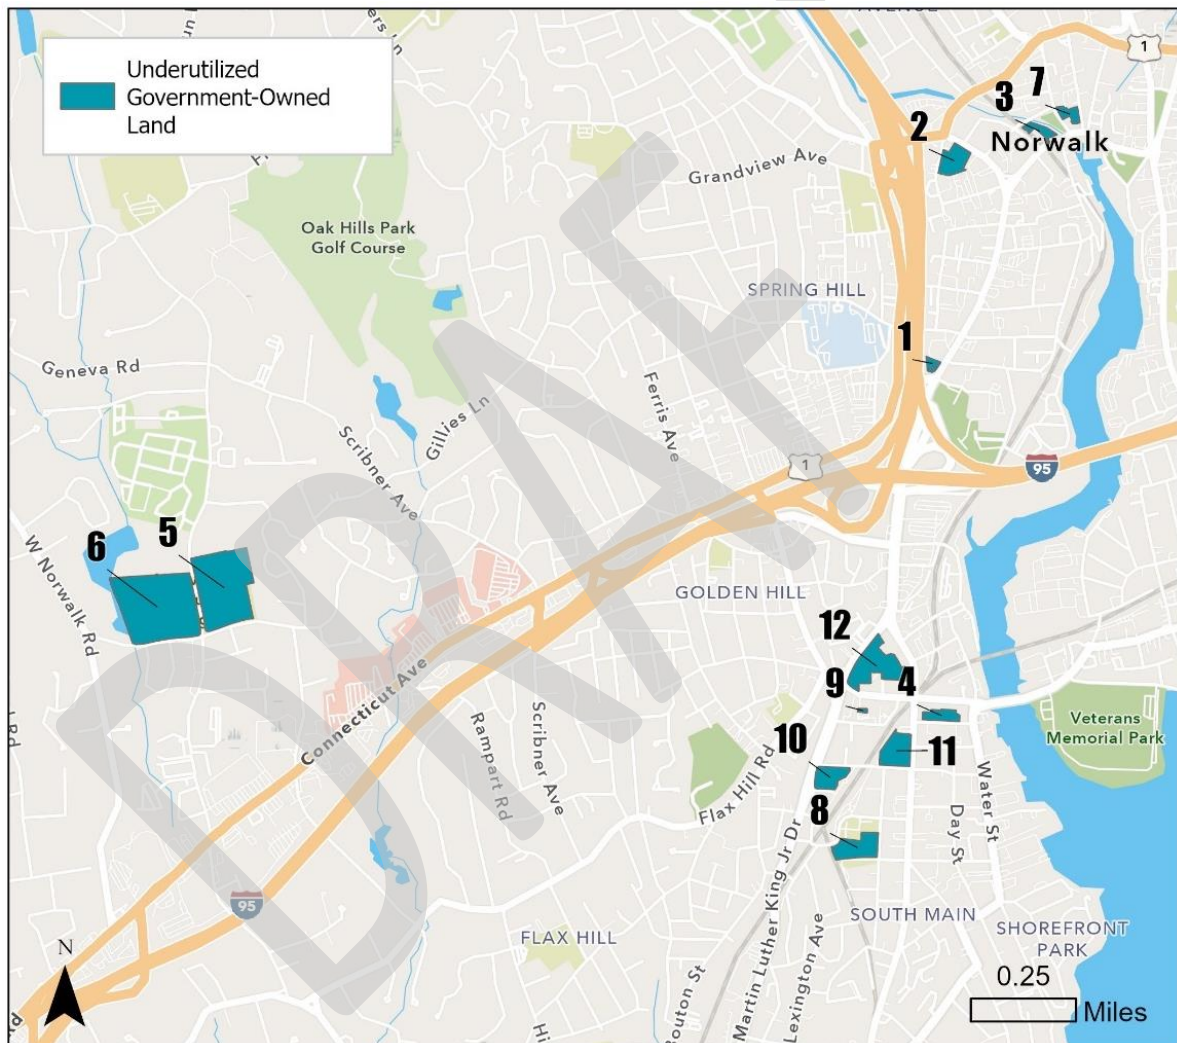 AVENUE
Underutilized
Government-Owned
Land
1
7
3
2
Norwalk
Grandview Ave
Oak Hills Park
Golf Course
SPRING HILL
1
Geneva Rd
Gillies Ln
Ferris Ave
Scribner Ave
1
95
W Norwalk Rd
5
6
GOLDEN HILL
12
9
4
Connecticut Ave
Veterans
Memorial Park
10
11
Rampart Rd
Scribner Ave
Flax Hill Rd
Water St
8
Day St
Martin Luther King Jr Dr
95
SOUTH MAIN
FLAX HILL
SHOREFRONT
PARK
Lexington Ave
Bouton St
N
0.25
Miles
DRAFT